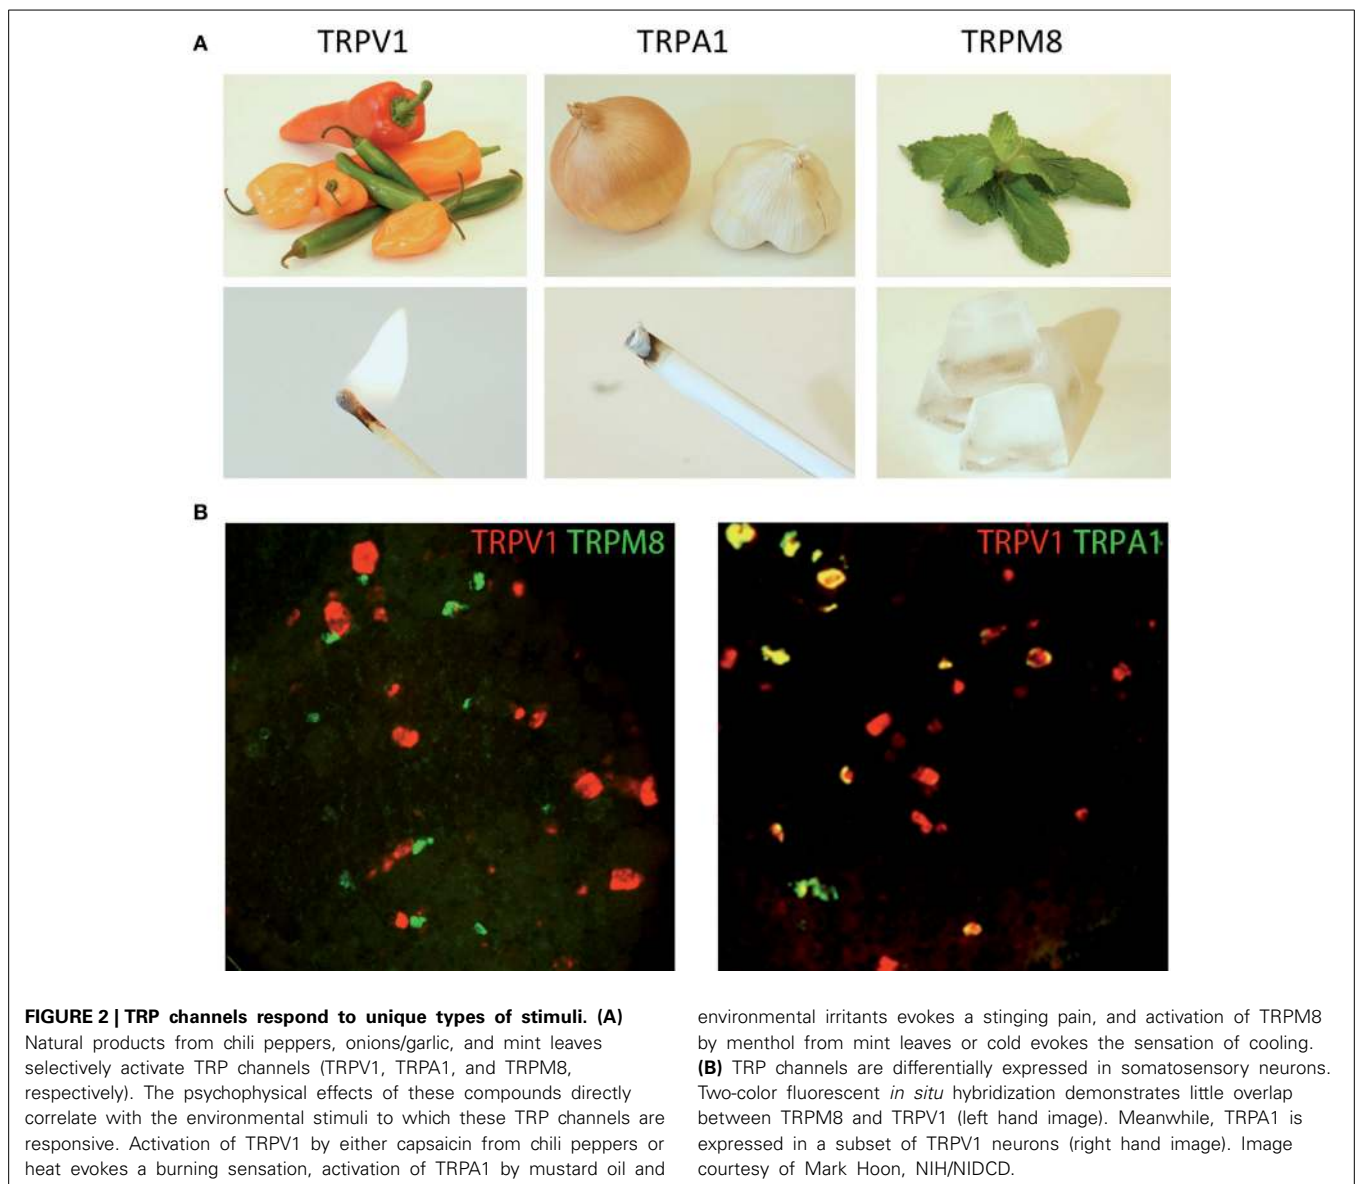 A
TRPV1
TRPA1
TRPM8
B
TRPV1 TRPM8
TRPV1 TRPA1
FIGURE 2 | TRP channels respond to unique types of stimuli. (A)
Natural products from chili peppers, onions/garlic, and mint leaves
selectively activate TRP channels (TRPV1, TRPA1, and TRPM8,
respectively). The psychophysical effects of these compounds directly
correlate with the environmental stimuli to which these TRP channels are
responsive. Activation of TRPV1 by either capsaicin from chili peppers or
heat evokes a burning sensation, activation of TRPA1 by mustard oil and
environmental irritants evokes a stinging pain, and activation of TRPM8
by menthol from mint leaves or cold evokes the sensation of cooling.
(B) TRP channels are differentially expressed in somatosensory neurons.
Two-color fluorescent in situ hybridization demonstrates little overlap
between TRPM8 and TRPV1 (left hand image). Meanwhile, TRPA1 is
expressed in a subset of TRPV1 neurons (right hand image). Image
courtesy of Mark Hoon, NIH/NIDCD.